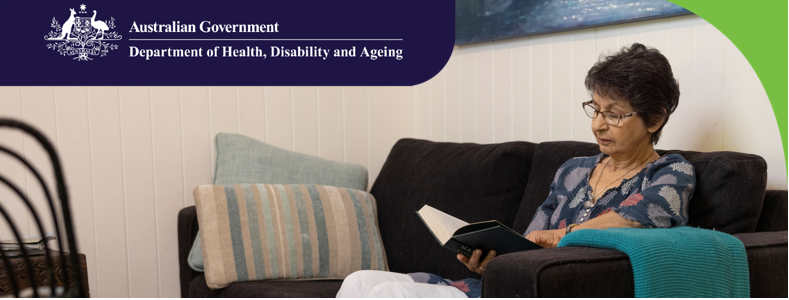 Australian Government
Department of Health, Disability and Ageing